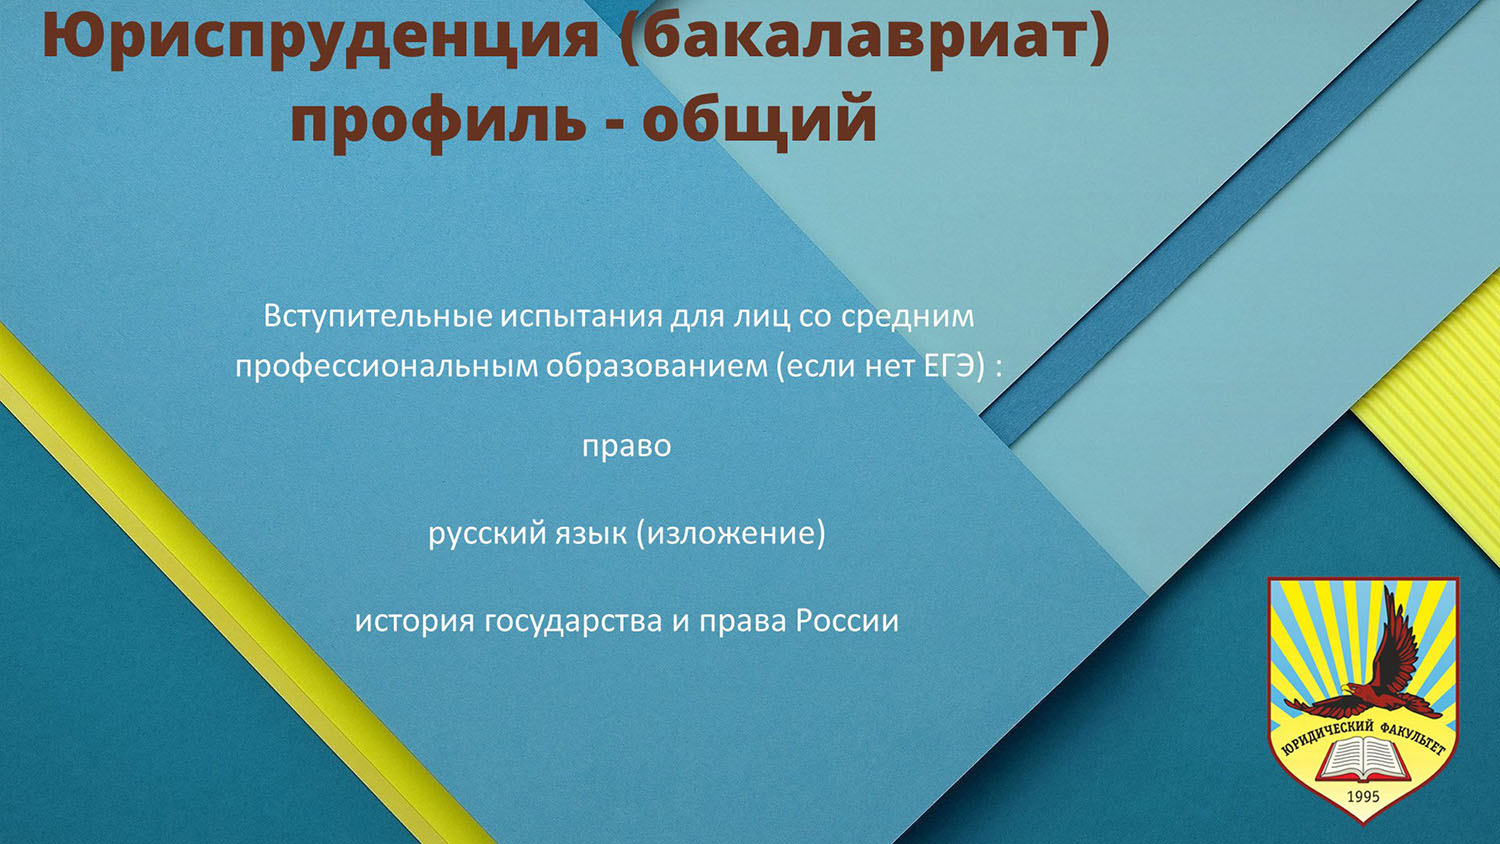 Юриспруденция (бакалавриат)
профиль - общий
Вступительные испытания для лиц со средним
профессиональным образованием (если нет ЕГЭ) :
право
русский язык (изложение)
история государства и права России
ЮРИДИЧЕСКИЙ ФАКУЛЬТЕТ
1995